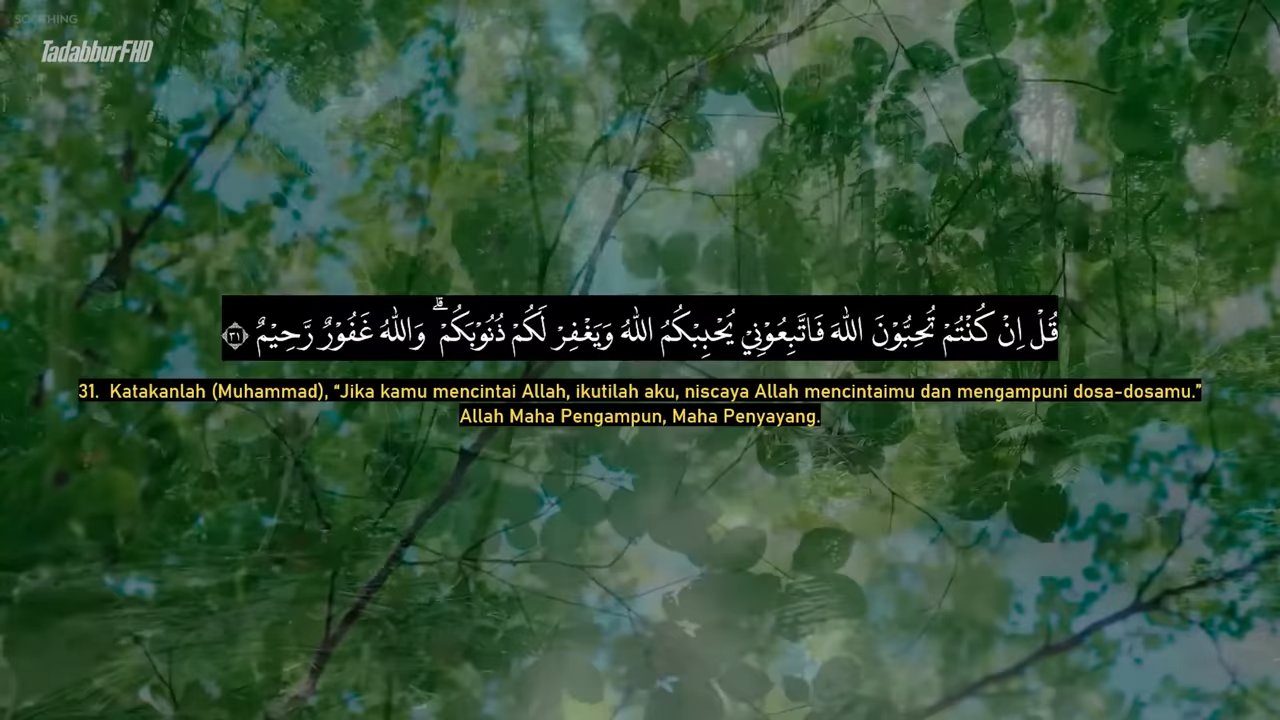 SOOTHING
TadabburFHD
قُلْ اِنْ كُنْتُمْ تُحِبُّوْنَ اللّٰهَ فَاتَّبِعُوْنِيْ يُحْبِبْكُمُ اللّٰهُ وَيَغْفِرْ لَكُمْ ذُنُوْبَكُمْ ۗ وَاللّٰهُ غَفُوْرٌ رَّحِيْمٌ ٣١
31. Katakanlah (Muhammad), “Jika kamu mencintai Allah, ikutilah aku, niscaya Allah mencintaimu dan mengampuni dosa-dosamu.”
Allah Maha Pengampun, Maha Penyayang.